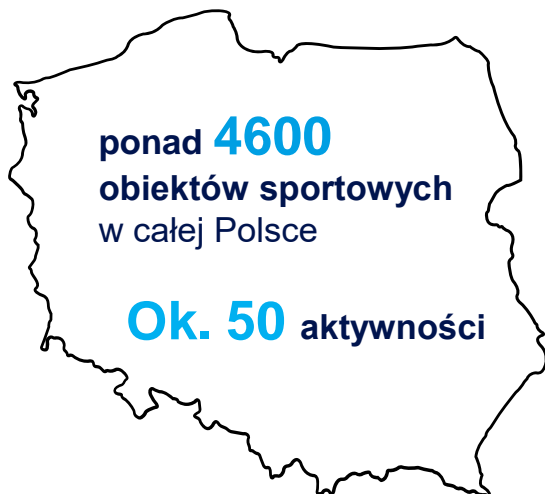 ponad 4600
obiektów sportowych
w całej Polsce
Ok. 50 aktywności